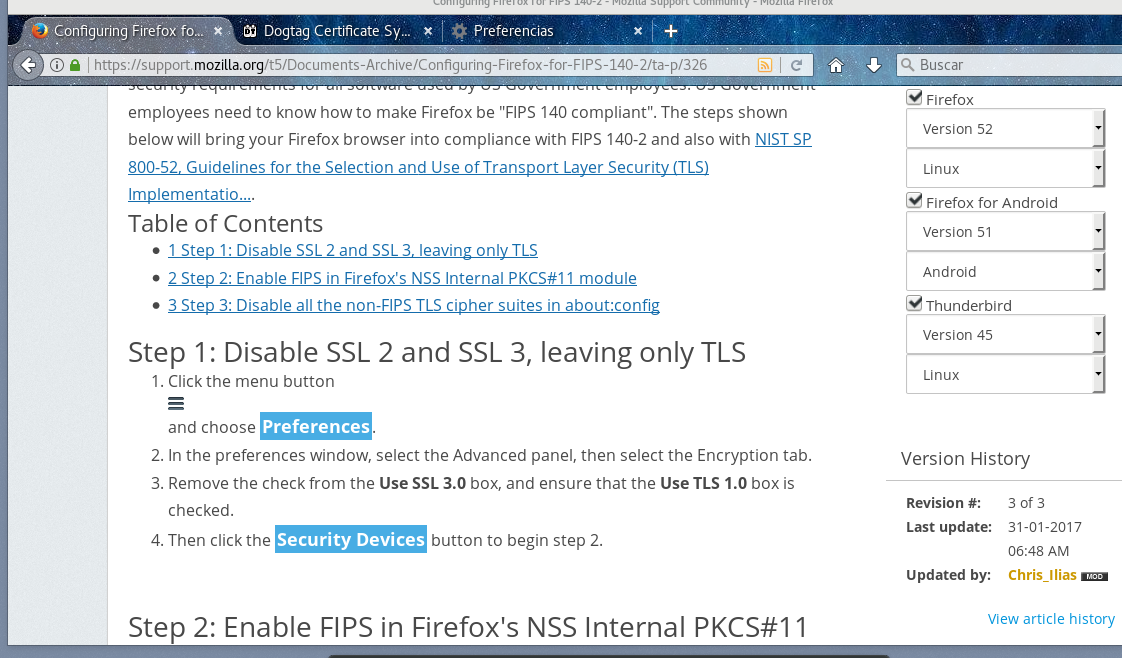 Configuring Firefox for FIPS 140-2 - Mozilla Support Community - Mozilla Firefox
Configuring Firefox fo... × Dogtag Certificate Sy... × Preferencias × +
https://support.mozilla.org/t5/Documents-Archive/Configuring-Firefox-for-FIPS-140-2/ta-p/326 Buscar
security requirements for all software used by US Government employees. US Government
employees need to know how to make Firefox be "FIPS 140 compliant". The steps shown
below will bring your Firefox browser into compliance with FIPS 140-2 and also with NIST SP
800-52, Guidelines for the Selection and Use of Transport Layer Security (TLS)
Implementatio....
Table of Contents
1 Step 1: Disable SSL 2 and SSL 3, leaving only TLS
2 Step 2: Enable FIPS in Firefox's NSS Internal PKCS#11 module
3 Step 3: Disable all the non-FIPS TLS cipher suites in about:config
Step 1: Disable SSL 2 and SSL 3, leaving only TLS
1. Click the menu button
and choose Preferences.
2. In the preferences window, select the Advanced panel, then select the Encryption tab.
3. Remove the check from the Use SSL 3.0 box, and ensure that the Use TLS 1.0 box is
checked.
4. Then click the Security Devices button to begin step 2.
Step 2: Enable FIPS in Firefox's NSS Internal PKCS#11
Firefox
Version 52
Linux
Firefox for Android
Version 51
Android
Thunderbird
Version 45
Linux
Version History
Revision #: 3 of 3
Last update: 31-01-2017
06:48 AM
Updated by: Chris_Ilias MOD
View article history